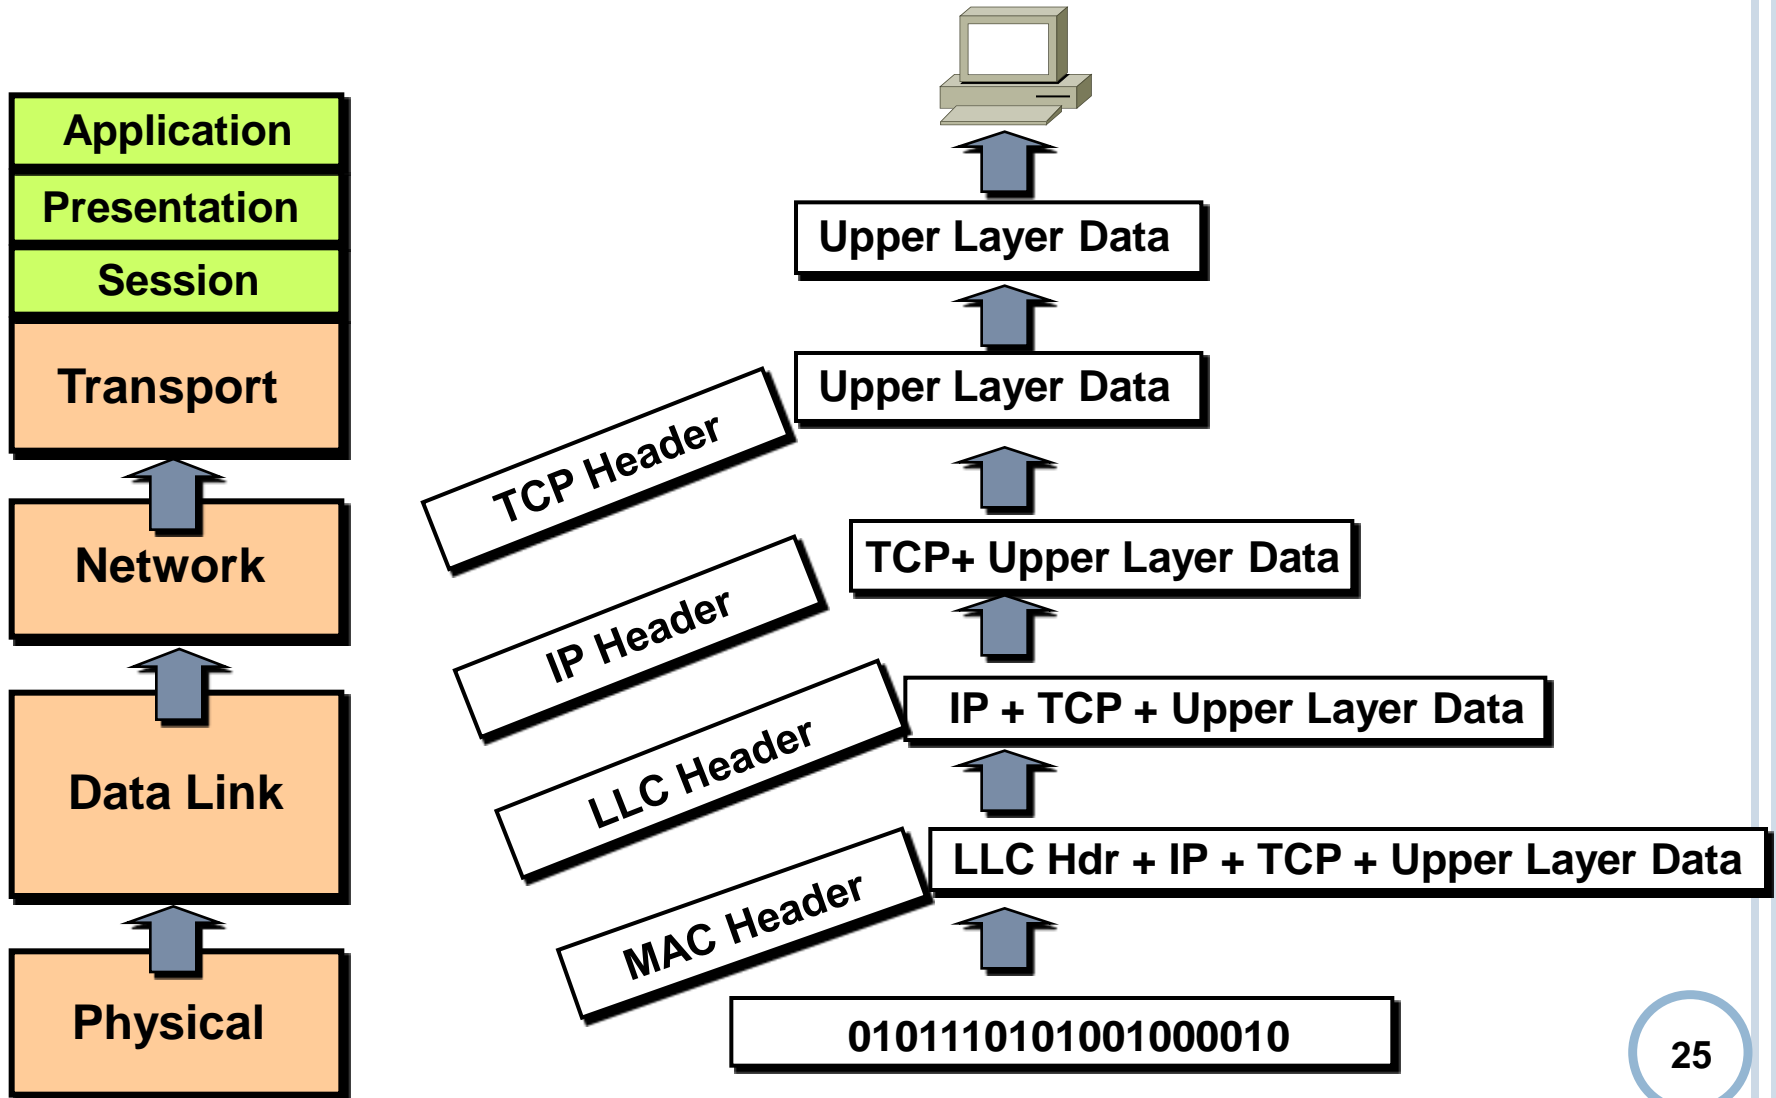 Application
Presentation
Session
Transport
Network
Data Link
Physical
Upper Layer Data
Upper Layer Data
TCP Header
TCP+ Upper Layer Data
IP Header
IP + TCP + Upper Layer Data
LLC Header
LLC Hdr + IP + TCP + Upper Layer Data
MAC Header
0101110101001000010
25